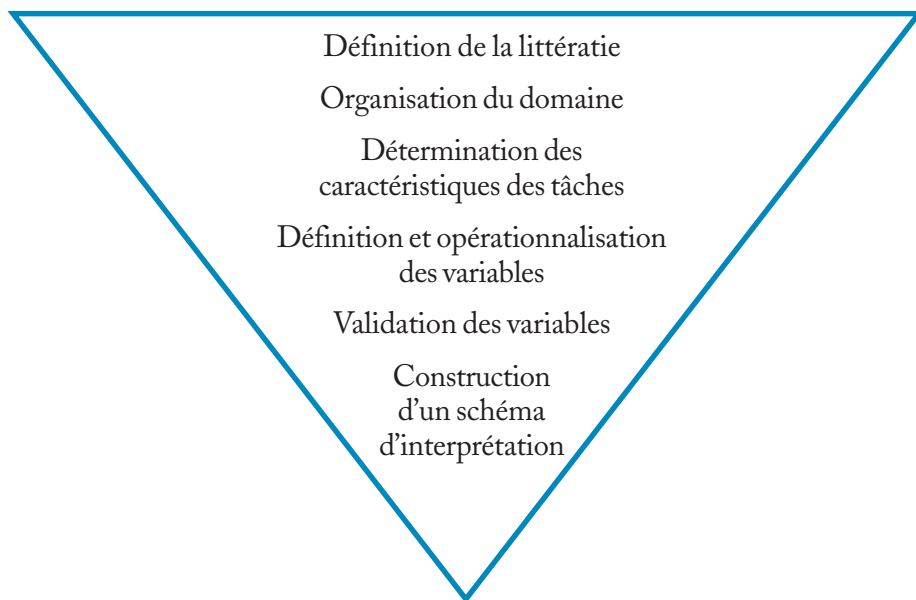 Définition de la littératie
Organisation du domaine
Détermination des
caractéristiques des tâches
Définition et opérationnalisation
des variables
Validation des variables
Construction
d’un schéma
d’interprétation